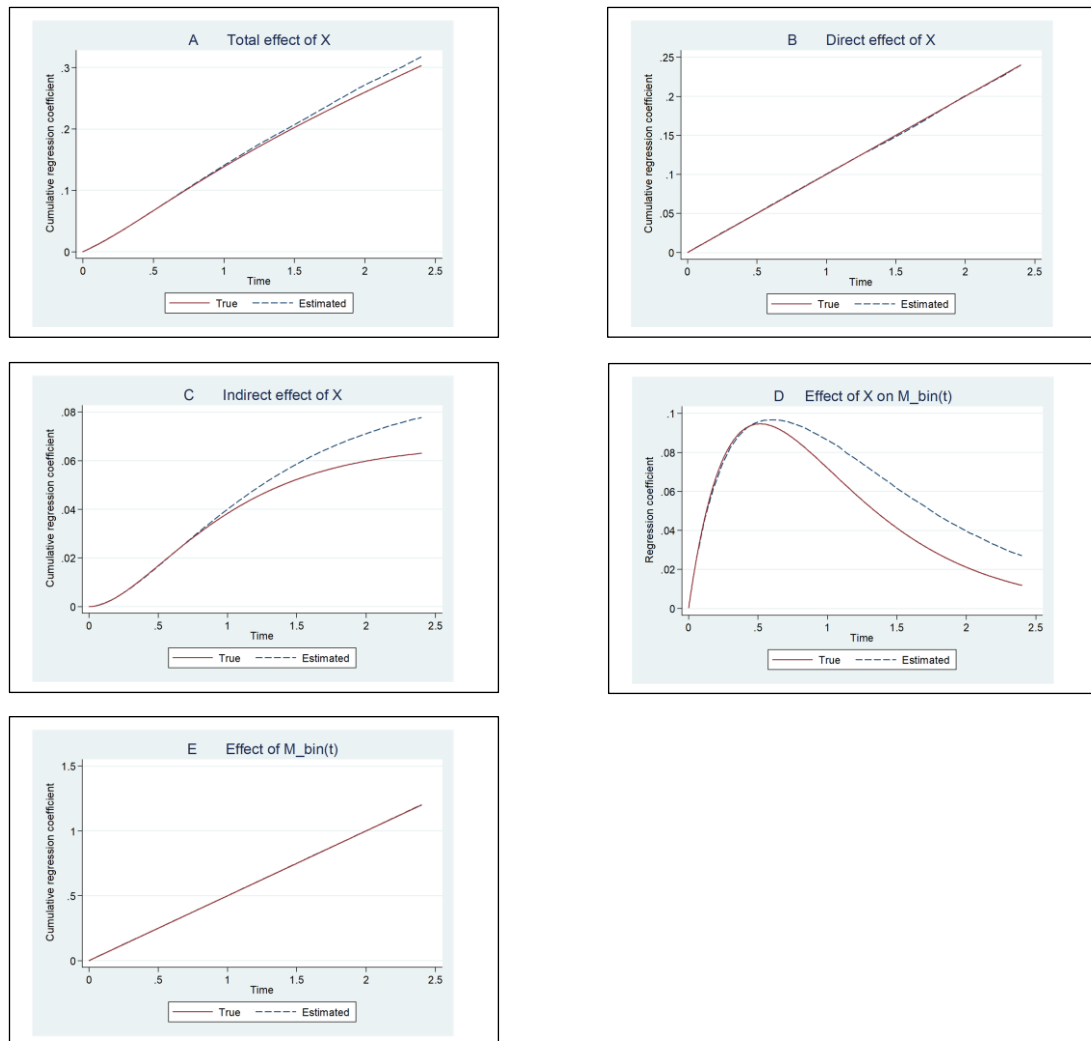 A Total effect of X
Cumulative regression coefficient
.3
.2
.1
0
0 .5 1 1.5 2 2.5
Time
True Estimated
B Direct effect of X
Cumulative regression coefficient
.25
.2
.15
.1
.05
0
0 .5 1 1.5 2 2.5
Time
True Estimated
C Indirect effect of X
Cumulative regression coefficient
.08
.06
.04
.02
0
0 .5 1 1.5 2 2.5
Time
True Estimated
D Effect of X on M_bin(t)
Regression coefficient
.1
.08
.06
.04
.02
0
0 .5 1 1.5 2 2.5
Time
True Estimated
E Effect of M_bin(t)
Cumulative regression coefficient
1.5
1
.5
0
0 .5 1 1.5 2 2.5
Time
True Estimated